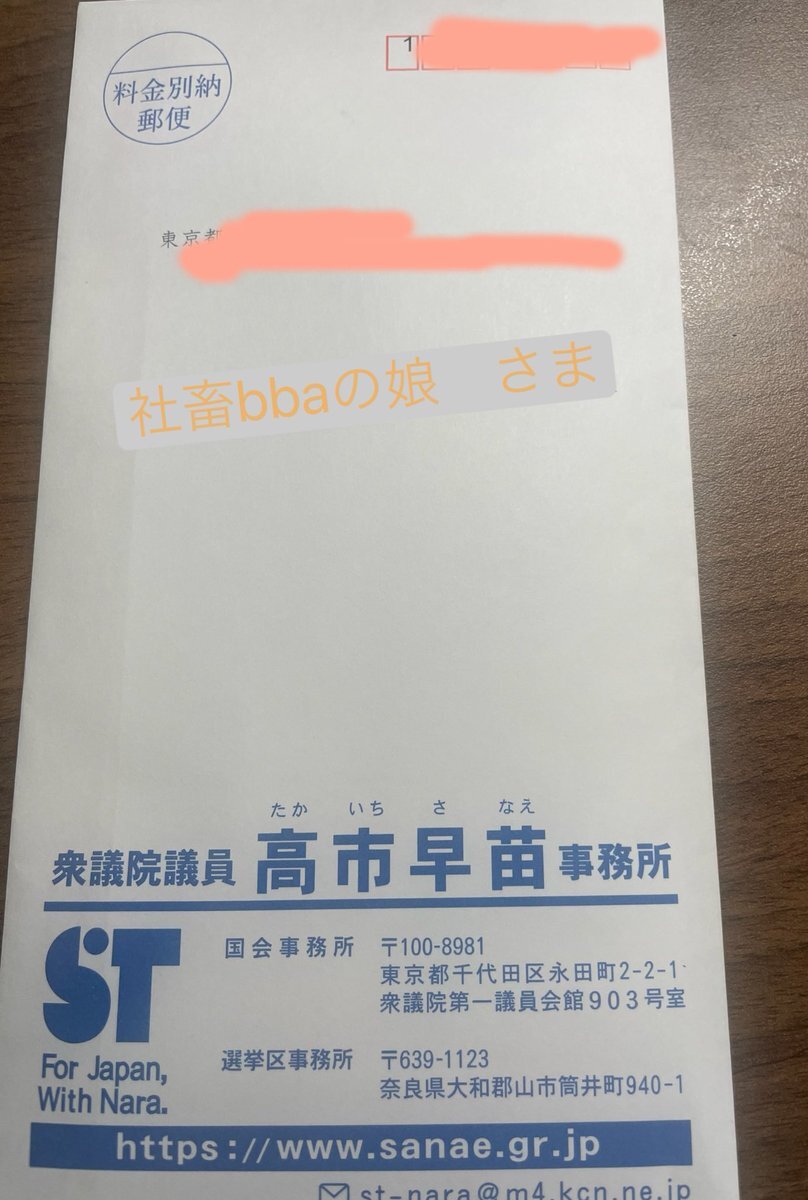 料金別納
郵便
1
東京都
社畜bbaの娘　さま
たか いち さ なえ
衆議院議員 高市早苗 事務所
ST
For Japan,
With Nara.
国会事務所 〒100-8981
東京都千代田区永田町2-2-1
衆議院第一議員会館903号室
選挙区事務所 〒639-1123
奈良県大和郡山市筒井町940-1
https://www.sanae.gr.jp
st-nara@m4.kcn.ne.jp